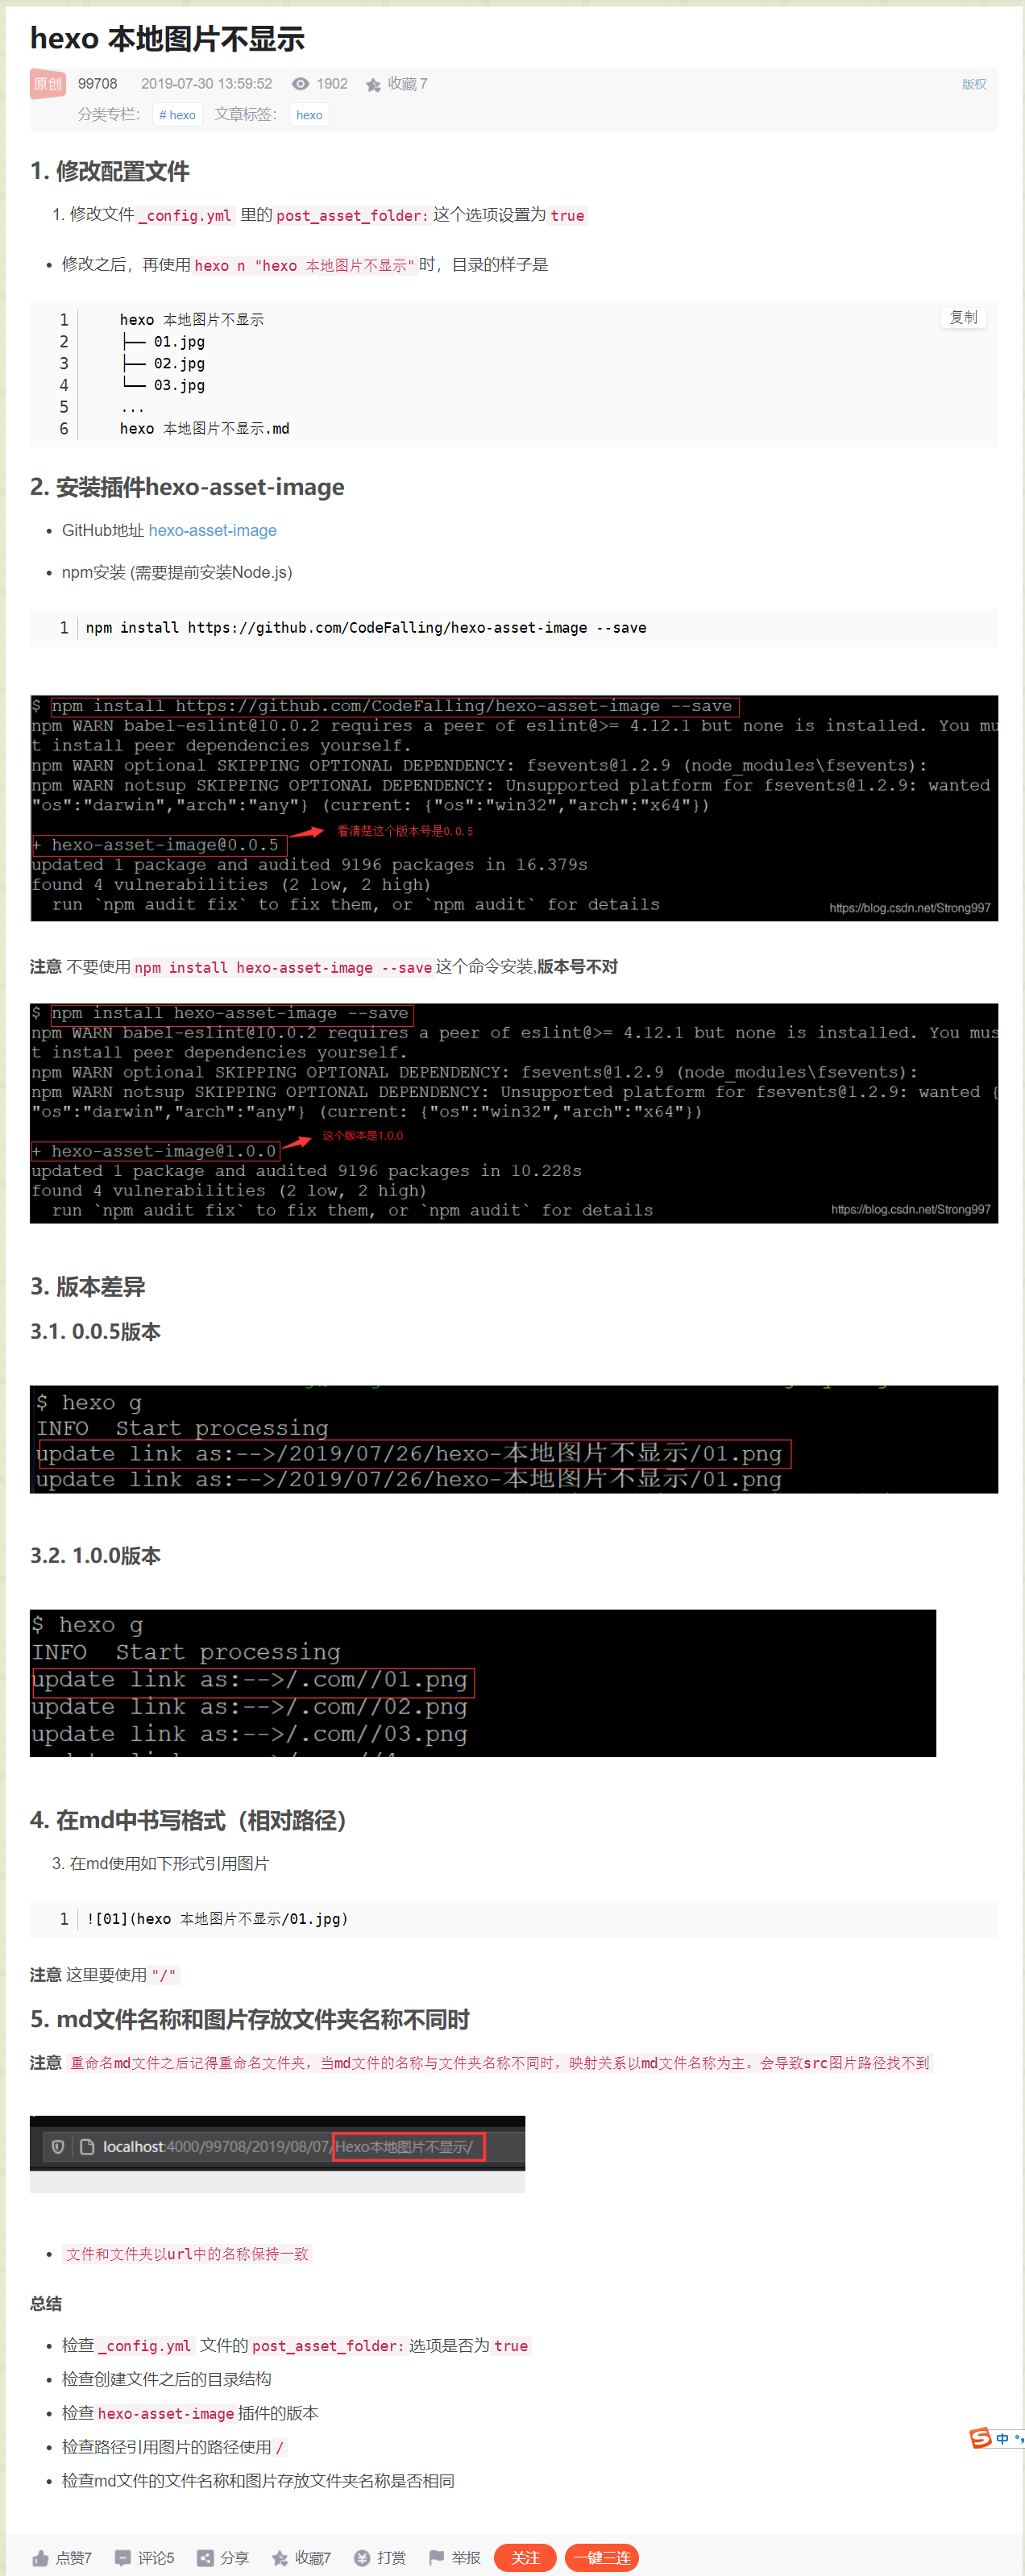 hexo 本地图片不显示
原创 99708 2019-07-30 13:59:52 1902 收藏 7 版权
分类专栏： # hexo 文章标签： hexo
1. 修改配置文件
1. 修改文件 _config.yml 里的 post_asset_folder: 这个选项设置为 true
• 修改之后，再使用 hexo n "hexo 本地图片不显示" 时，目录的样子是
复制
1 hexo 本地图片不显示
2 ├── 01.jpg
3 ├── 02.jpg
4 └── 03.jpg
5 ...
6 hexo 本地图片不显示.md
2. 安装插件hexo-asset-image
• GitHub地址 hexo-asset-image
• npm安装 (需要提前安装Node.js)
1 npm install https://github.com/CodeFalling/hexo-asset-image --save
$ npm install https://github.com/CodeFalling/hexo-asset-image --save
npm WARN babel-eslint@10.0.2 requires a peer of eslint@>= 4.12.1 but none is installed. You mu
t install peer dependencies yourself.
npm WARN optional SKIPPING OPTIONAL DEPENDENCY: fsevents@1.2.9 (node_modules\fsevents):
npm WARN notsup SKIPPING OPTIONAL DEPENDENCY: Unsupported platform for fsevents@1.2.9: wanted
"os":"darwin","arch":"any"} (current: {"os":"win32","arch":"x64"})
看清楚这个版本号是0.0.5
+ hexo-asset-image@0.0.5
updated 1 package and audited 9196 packages in 16.379s
found 4 vulnerabilities (2 low, 2 high)
run `npm audit fix` to fix them, or `npm audit` for details
https://blog.csdn.net/Strong997
注意 不要使用 npm install hexo-asset-image --save 这个命令安装,版本号不对
$ npm install hexo-asset-image --save
npm WARN babel-eslint@10.0.2 requires a peer of eslint@>= 4.12.1 but none is installed. You mus
t install peer dependencies yourself.
npm WARN optional SKIPPING OPTIONAL DEPENDENCY: fsevents@1.2.9 (node_modules\fsevents):
npm WARN notsup SKIPPING OPTIONAL DEPENDENCY: Unsupported platform for fsevents@1.2.9: wanted {
"os":"darwin","arch":"any"} (current: {"os":"win32","arch":"x64"})
这个版本是1.0.0
+ hexo-asset-image@1.0.0
updated 1 package and audited 9196 packages in 10.228s
found 4 vulnerabilities (2 low, 2 high)
run `npm audit fix` to fix them, or `npm audit` for details
https://blog.csdn.net/Strong997
3. 版本差异
3.1. 0.0.5版本
$ hexo g
INFO Start processing
update link as:-->/2019/07/26/hexo-本地图片不显示/01.png
update link as:-->/2019/07/26/hexo-本地图片不显示/01.png
3.2. 1.0.0版本
$ hexo g
INFO Start processing
update link as:-->/.com//01.png
update link as:-->/.com//02.png
update link as:-->/.com//03.png
4. 在md中书写格式（相对路径）
3. 在md使用如下形式引用图片
1 ![01](hexo 本地图片不显示/01.jpg)
注意 这里要使用 "/"
5. md文件名称和图片存放文件夹名称不同时
注意 重命名md文件之后记得重命名文件夹，当md文件的名称与文件夹名称不同时，映射关系以md文件名称为主。会导致src图片路径找不到
localhost:4000/99708/2019/08/07/Hexo本地图片不显示/
• 文件和文件夹以url中的名称保持一致
总结
• 检查 _config.yml 文件的 post_asset_folder: 选项是否为 true
• 检查创建文件之后的目录结构
• 检查 hexo-asset-image 插件的版本
• 检查路径引用图片的路径使用 /
• 检查md文件的文件名称和图片存放文件夹名称是否相同
中 °,
点赞7 评论5 分享 收藏7 打赏 举报 关注 一键三连